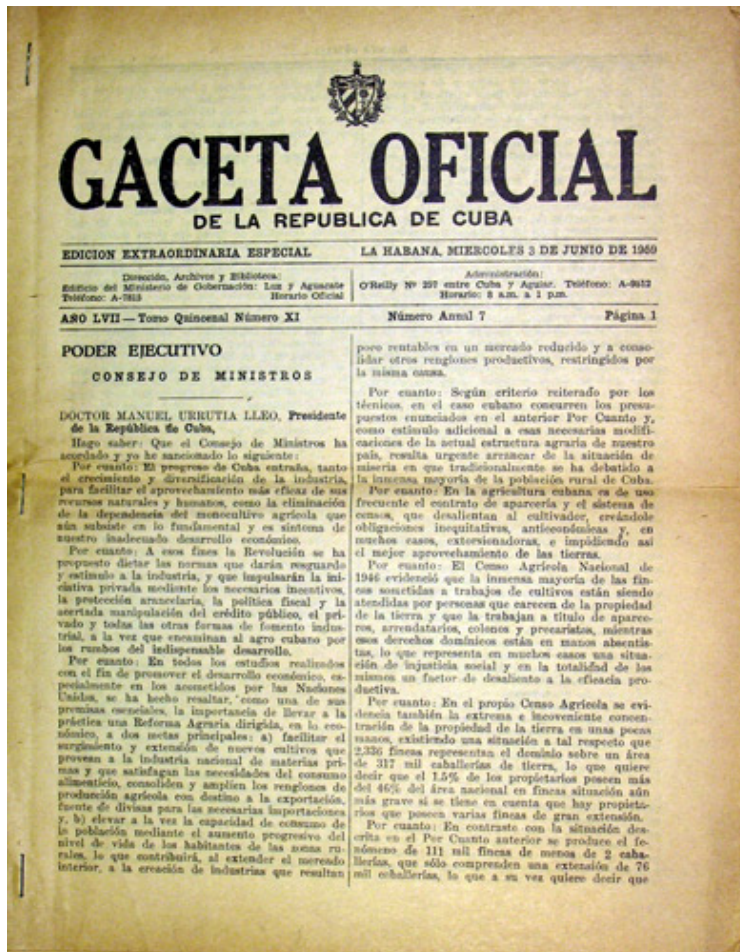 GACETA OFICIAL
DE LA REPUBLICA DE CUBA
EDICION EXTRAORDINARIA ESPECIAL
LA HABANA, MIERCOLES 3 DE JUNIO DE 1959
Dirección, Archivos y Biblioteca:
Edificio del Ministerio de Gobernación: Luz y Aguacate
Teléfono: A-7813 Horario Oficial
Administración:
O'Reilly Nº 257 entre Cuba y Aguiar. Teléfono:
Horario: 8 a.m. a 1 p.m.
AÑO LVII — Tomo Quincenal Número XI Número Anual 7 Página 1
PODER EJECUTIVO
CONSEJO DE MINISTROS
DOCTOR MANUEL URRUTIA LLEO, Presidente
de la República de Cuba,
Hago saber: Que el Consejo de Ministros ha
acordado y yo he sancionado lo siguiente:
Por cuanto: El progreso de Cuba entraña, tanto
el crecimiento y diversificación de la industria,
para facilitar el aprovechamiento más eficaz de sus
recursos naturales y humanos, como la eliminación
de la dependencia del monocultivo agrícola que
aún subsiste en lo fundamental y es síntoma de
nuestro inadecuado desarrollo económico.
Por cuanto: A esos fines la Revolución se ha
propuesto dictar las normas que darán resguardo
y estímulo a la industria, y que impulsarán la ini-
ciativa privada mediante los necesarios incentivos,
la protección arancelaria, la política fiscal y la
acertada manipulación del crédito público, el pri-
vado y todas las otras formas de fomento indus-
trial, a la vez que encaminan al agro cubano por
los rumbos del indispensable desarrollo.
Por cuanto: En todos los estudios realizados
con el fin de promover el desarrollo económico, es-
pecialmente en los acometidos por las Naciones
Unidas, se ha hecho resaltar, como una de sus
premisas esenciales, la importancia de llevar a la
práctica una Reforma Agraria dirigida, en lo eco-
nómico, a dos metas principales: a) facilitar el
surgimiento y extensión de nuevos cultivos que
provean a la industria nacional de materias pri-
mas y que satisfagan las necesidades del consumo
alimenticio, consoliden y amplíen los renglones de
producción agrícola con destino a la exportación,
fuente de divisas para las necesarias importaciones
y, b) elevar a la vez la capacidad de consumo de
la población mediante el aumento progresivo del
nivel de vida de los habitantes de las zonas ru-
rales, lo que contribuirá, al extender el mercado
interior, a la creación de industrias que resultan
poco rentables en un mercado reducido y a conso-
lidar otros renglones productivos, restringidos por
la misma causa.
Por cuanto: Según criterio reiterado por los
técnicos, en el caso cubano concurren los presu-
puestos enunciados en el anterior Por Cuanto y,
como estímulo adicional a esas necesarias modifi-
caciones de la actual estructura agraria de nuestro
país, resulta urgente arrancar de la situación de
miseria en que tradicionalmente se ha debatido a
la inmensa mayoría de la población rural de Cuba.
Por cuanto: En la agricultura cubana es de uso
frecuente el contrato de aparcería y el sistema de
censos, que desalientan al cultivador, creándole
obligaciones inequitativas, antieconómicas y, en
muchos casos, extorsionadoras, e impidiendo así
el mejor aprovechamiento de las tierras.
Por cuanto: El Censo Agrícola Nacional de
1946 evidenció que la inmensa mayoría de las fin-
cas sometidas a trabajos de cultivos están siendo
atendidas por personas que carecen de la propiedad
de la tierra y que la trabajan a título de aparce-
ros, arrendatarios, colonos y precaristas, mientras
esos derechos dominicos están en manos absentis-
tas, lo que representa en muchos casos una situa-
ción de injusticia social y en la totalidad de los
mismos un factor de desaliento a la eficacia pro-
ductiva.
Por cuanto: En el propio Censo Agrícola se evi-
dencia también la extrema e incoveniente concen-
tración de la propiedad de la tierra en unas pocas
manos, existiendo una situación a tal respecto que
2,336 fincas representan el dominio sobre un área
de 317 mil caballerías de tierra, lo que quiere
decir que el 1.5% de los propietarios poseen más
del 46% del área nacional en fincas situación aún
más grave si se tiene en cuenta que hay propieta-
rios que poseen varias fincas de gran extensión.
Por cuanto: En contraste con la situación des-
crita en el Por Cuanto anterior se produce el fe-
nómeno de 111 mil fincas de menos de 2 caba-
llerías, que sólo comprenden una extensión de 76
mil caballerías, lo que a su vez quiere decir que